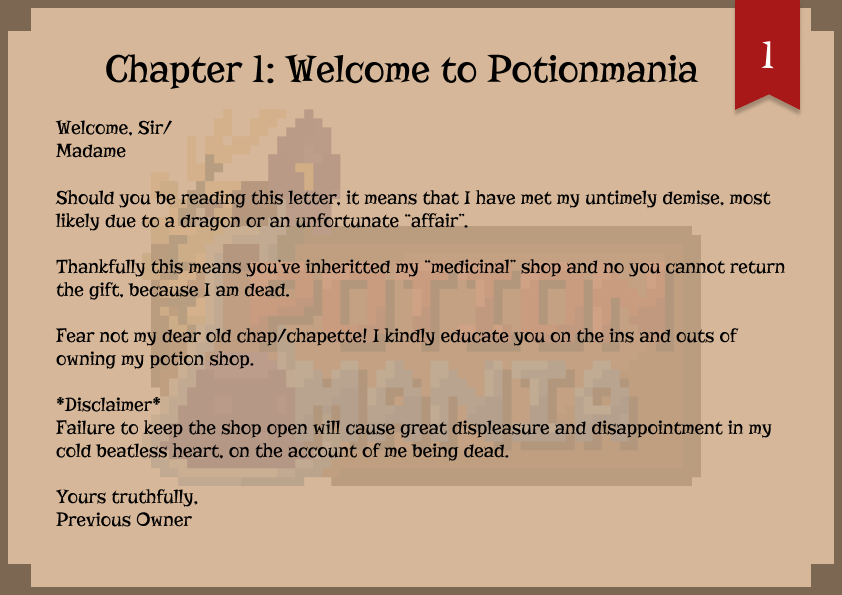 Chapter 1: Welcome to Potionmania
1
Welcome, Sir/
Madame
Should you be reading this letter, it means that I have met my untimely demise, most
likely due to a dragon or an unfortunate "affair".
Thankfully this means you've inheritted my "medicinal" shop and no you cannot return
the gift, because I am dead.
Fear not my dear old chap/chapette! I kindly educate you on the ins and outs of
owning my potion shop.
*Disclaimer*
Failure to keep the shop open will cause great displeasure and disappointment in my
cold beatless heart, on the account of me being dead.
Yours truthfully,
Previous Owner
POTION
MANIA